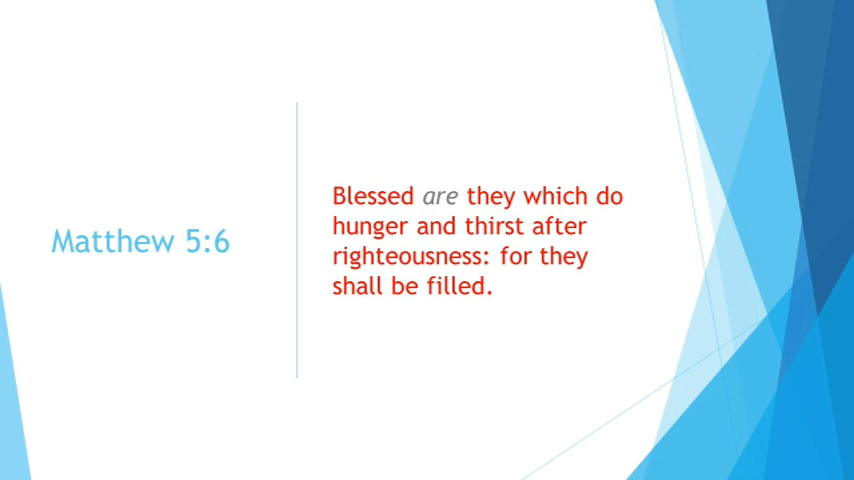 Matthew 5:6
Blessed are they which do
hunger and thirst after
righteousness: for they
shall be filled.